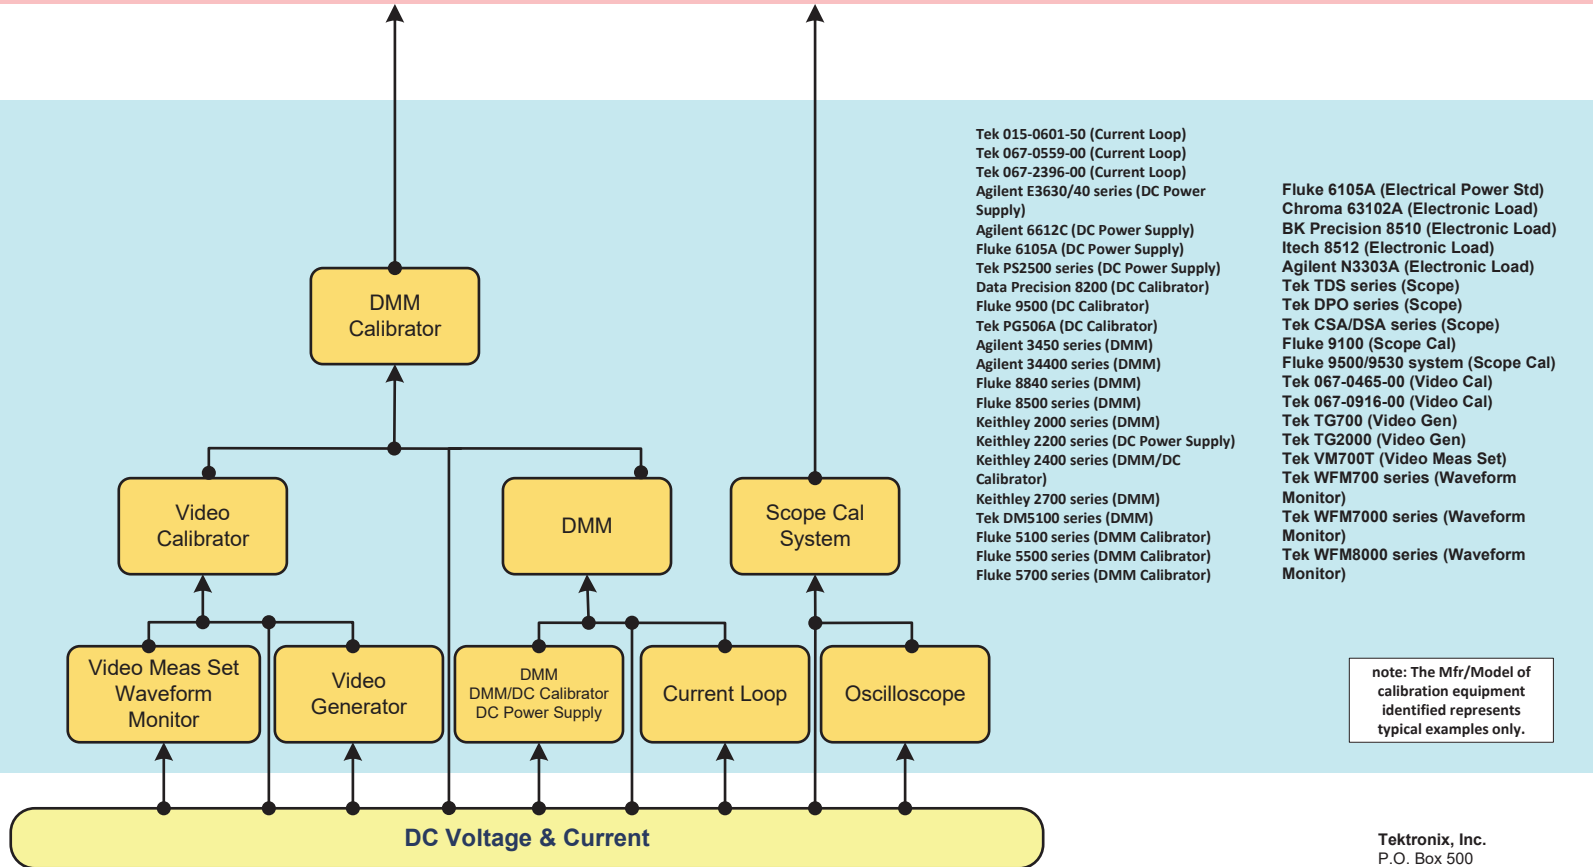 Tek 015-0601-50 (Current Loop)
Tek 067-0559-00 (Current Loop)
Tek 067-2396-00 (Current Loop)
Agilent E3630/40 series (DC Power
Supply)
Agilent 6612C (DC Power Supply)
Fluke 6105A (DC Power Supply)
Tek PS2500 series (DC Power Supply)
Data Precision 8200 (DC Calibrator)
Fluke 9500 (DC Calibrator)
Tek PG506A (DC Calibrator)
Agilent 3450 series (DMM)
Agilent 34400 series (DMM)
Fluke 8840 series (DMM)
Fluke 8500 series (DMM)
Keithley 2000 series (DMM)
Keithley 2200 series (DC Power Supply)
Keithley 2400 series (DMM/DC
Calibrator)
Keithley 2700 series (DMM)
Tek DM5100 series (DMM)
Fluke 5100 series (DMM Calibrator)
Fluke 5500 series (DMM Calibrator)
Fluke 5700 series (DMM Calibrator)
Fluke 6105A (Electrical Power Std)
Chroma 63102A (Electronic Load)
BK Precision 8510 (Electronic Load)
Itech 8512 (Electronic Load)
Agilent N3303A (Electronic Load)
Tek TDS series (Scope)
Tek DPO series (Scope)
Tek CSA/DSA series (Scope)
Fluke 9100 (Scope Cal)
Fluke 9500/9530 system (Scope Cal)
Tek 067-0465-00 (Video Cal)
Tek 067-0916-00 (Video Cal)
Tek TG700 (Video Gen)
Tek TG2000 (Video Gen)
Tek VM700T (Video Meas Set)
Tek WFM700 series (Waveform
Monitor)
Tek WFM7000 series (Waveform
Monitor)
Tek WFM8000 series (Waveform
Monitor)
DMM
Calibrator
Video
Calibrator
DMM
Scope Cal
System
Video Meas Set
Waveform
Monitor
Video
Generator
DMM
DMM/DC Calibrator
DC Power Supply
Current Loop
Oscilloscope
note: The Mfr/Model of
calibration equipment
identified represents
typical examples only.
DC Voltage & Current
Tektronix, Inc.
P.O. Box 500